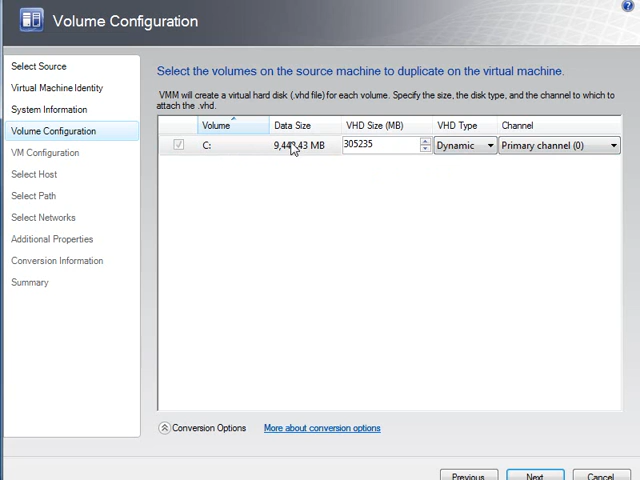 Volume Configuration
Select Source
Virtual Machine Identity
System Information
Volume Configuration
VM Configuration
Select Host
Select Path
Select Networks
Additional Properties
Conversion Information
Summary
Select the volumes on the source machine to duplicate on the virtual machine.
VMM will create a virtual hard disk (.vhd file) for each volume. Specify the size, the disk type, and the channel to which to
attach the .vhd.
Volume Data Size VHD Size (MB) VHD Type Channel
C: MB 305235 Dynamic Primary channel (0)
Conversion Options More about conversion options
Previous Next Cancel